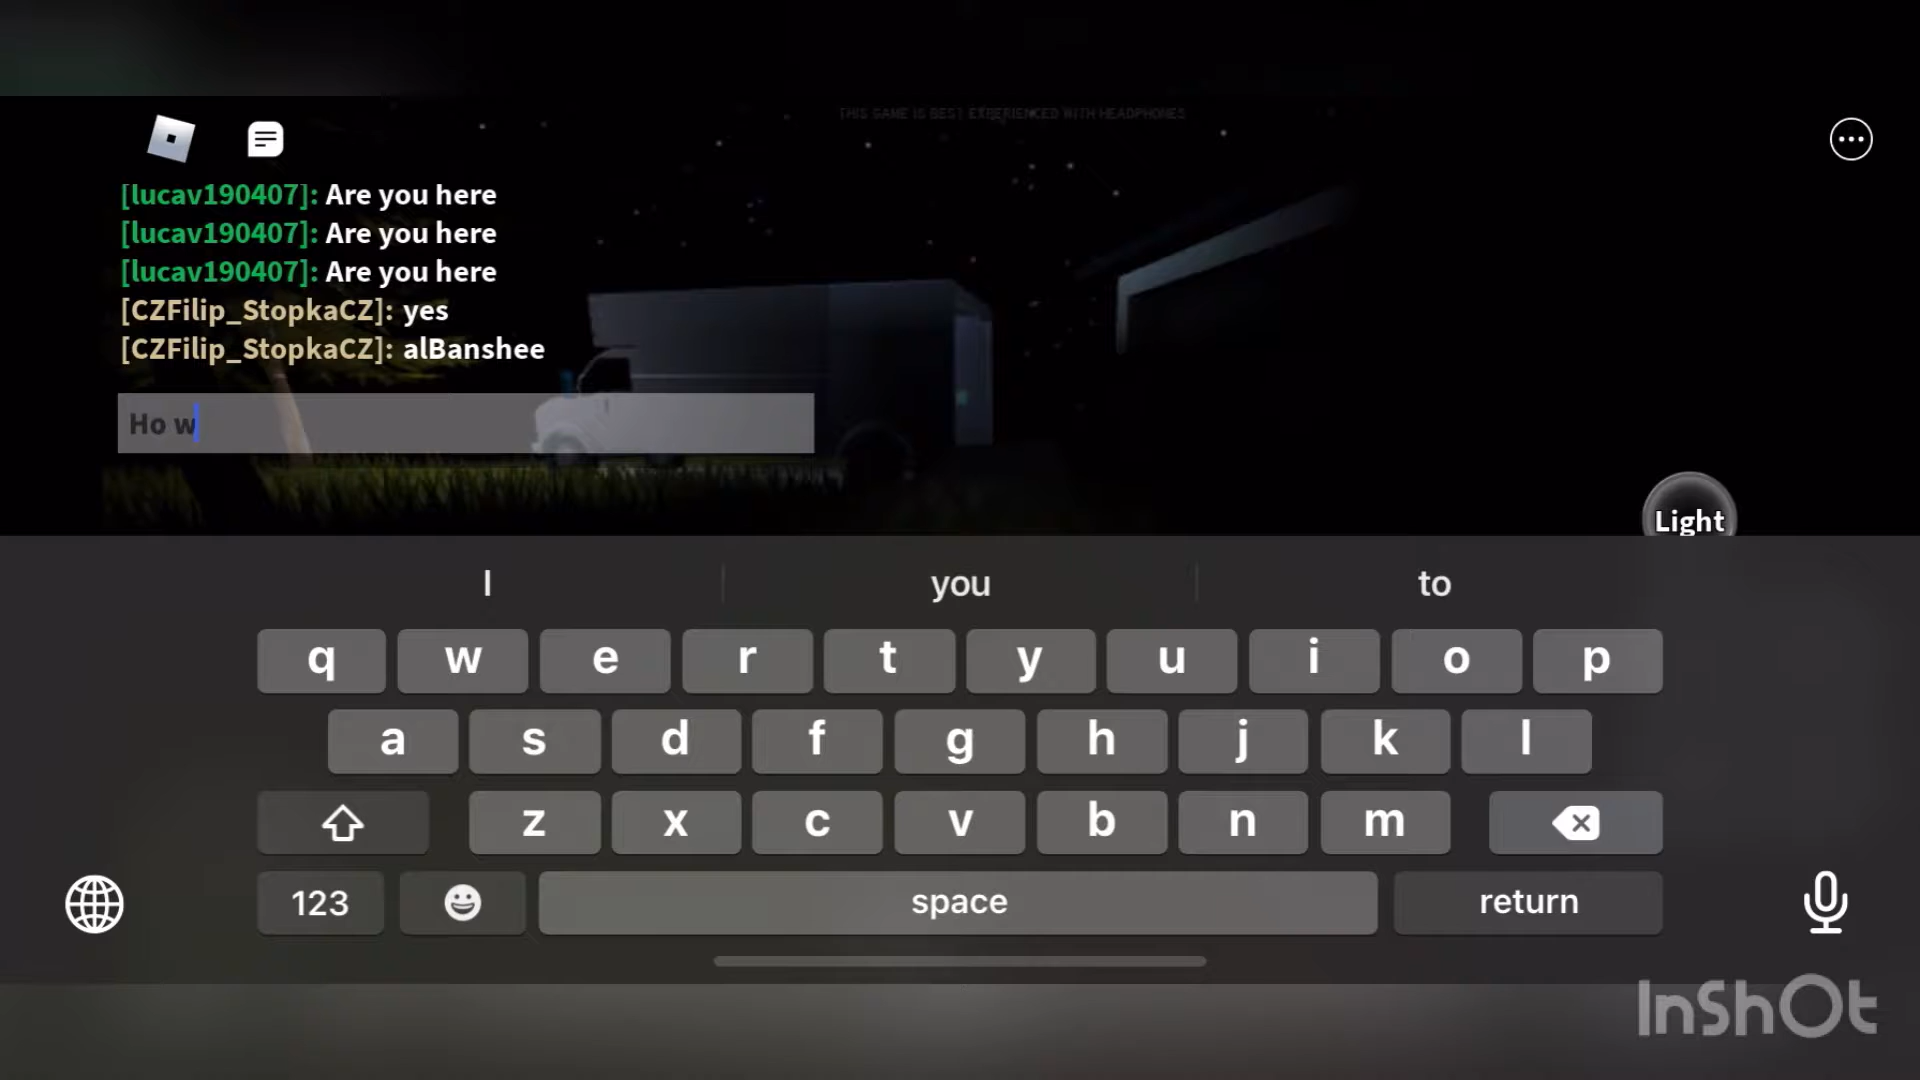 THIS GAME IS BEST EXPERIENCED WITH HEADPHONES
[lucav190407]: Are you here
[lucav190407]: Are you here
[lucav190407]: Are you here
[CZFilip_StopkaCZ]: yes
[CZFilip_StopkaCZ]: alBanshee
Ho w
Light
I you to
q w e r t y u i o p
a s d f g h j k l
z x c v b n m
123 space return
InShOt